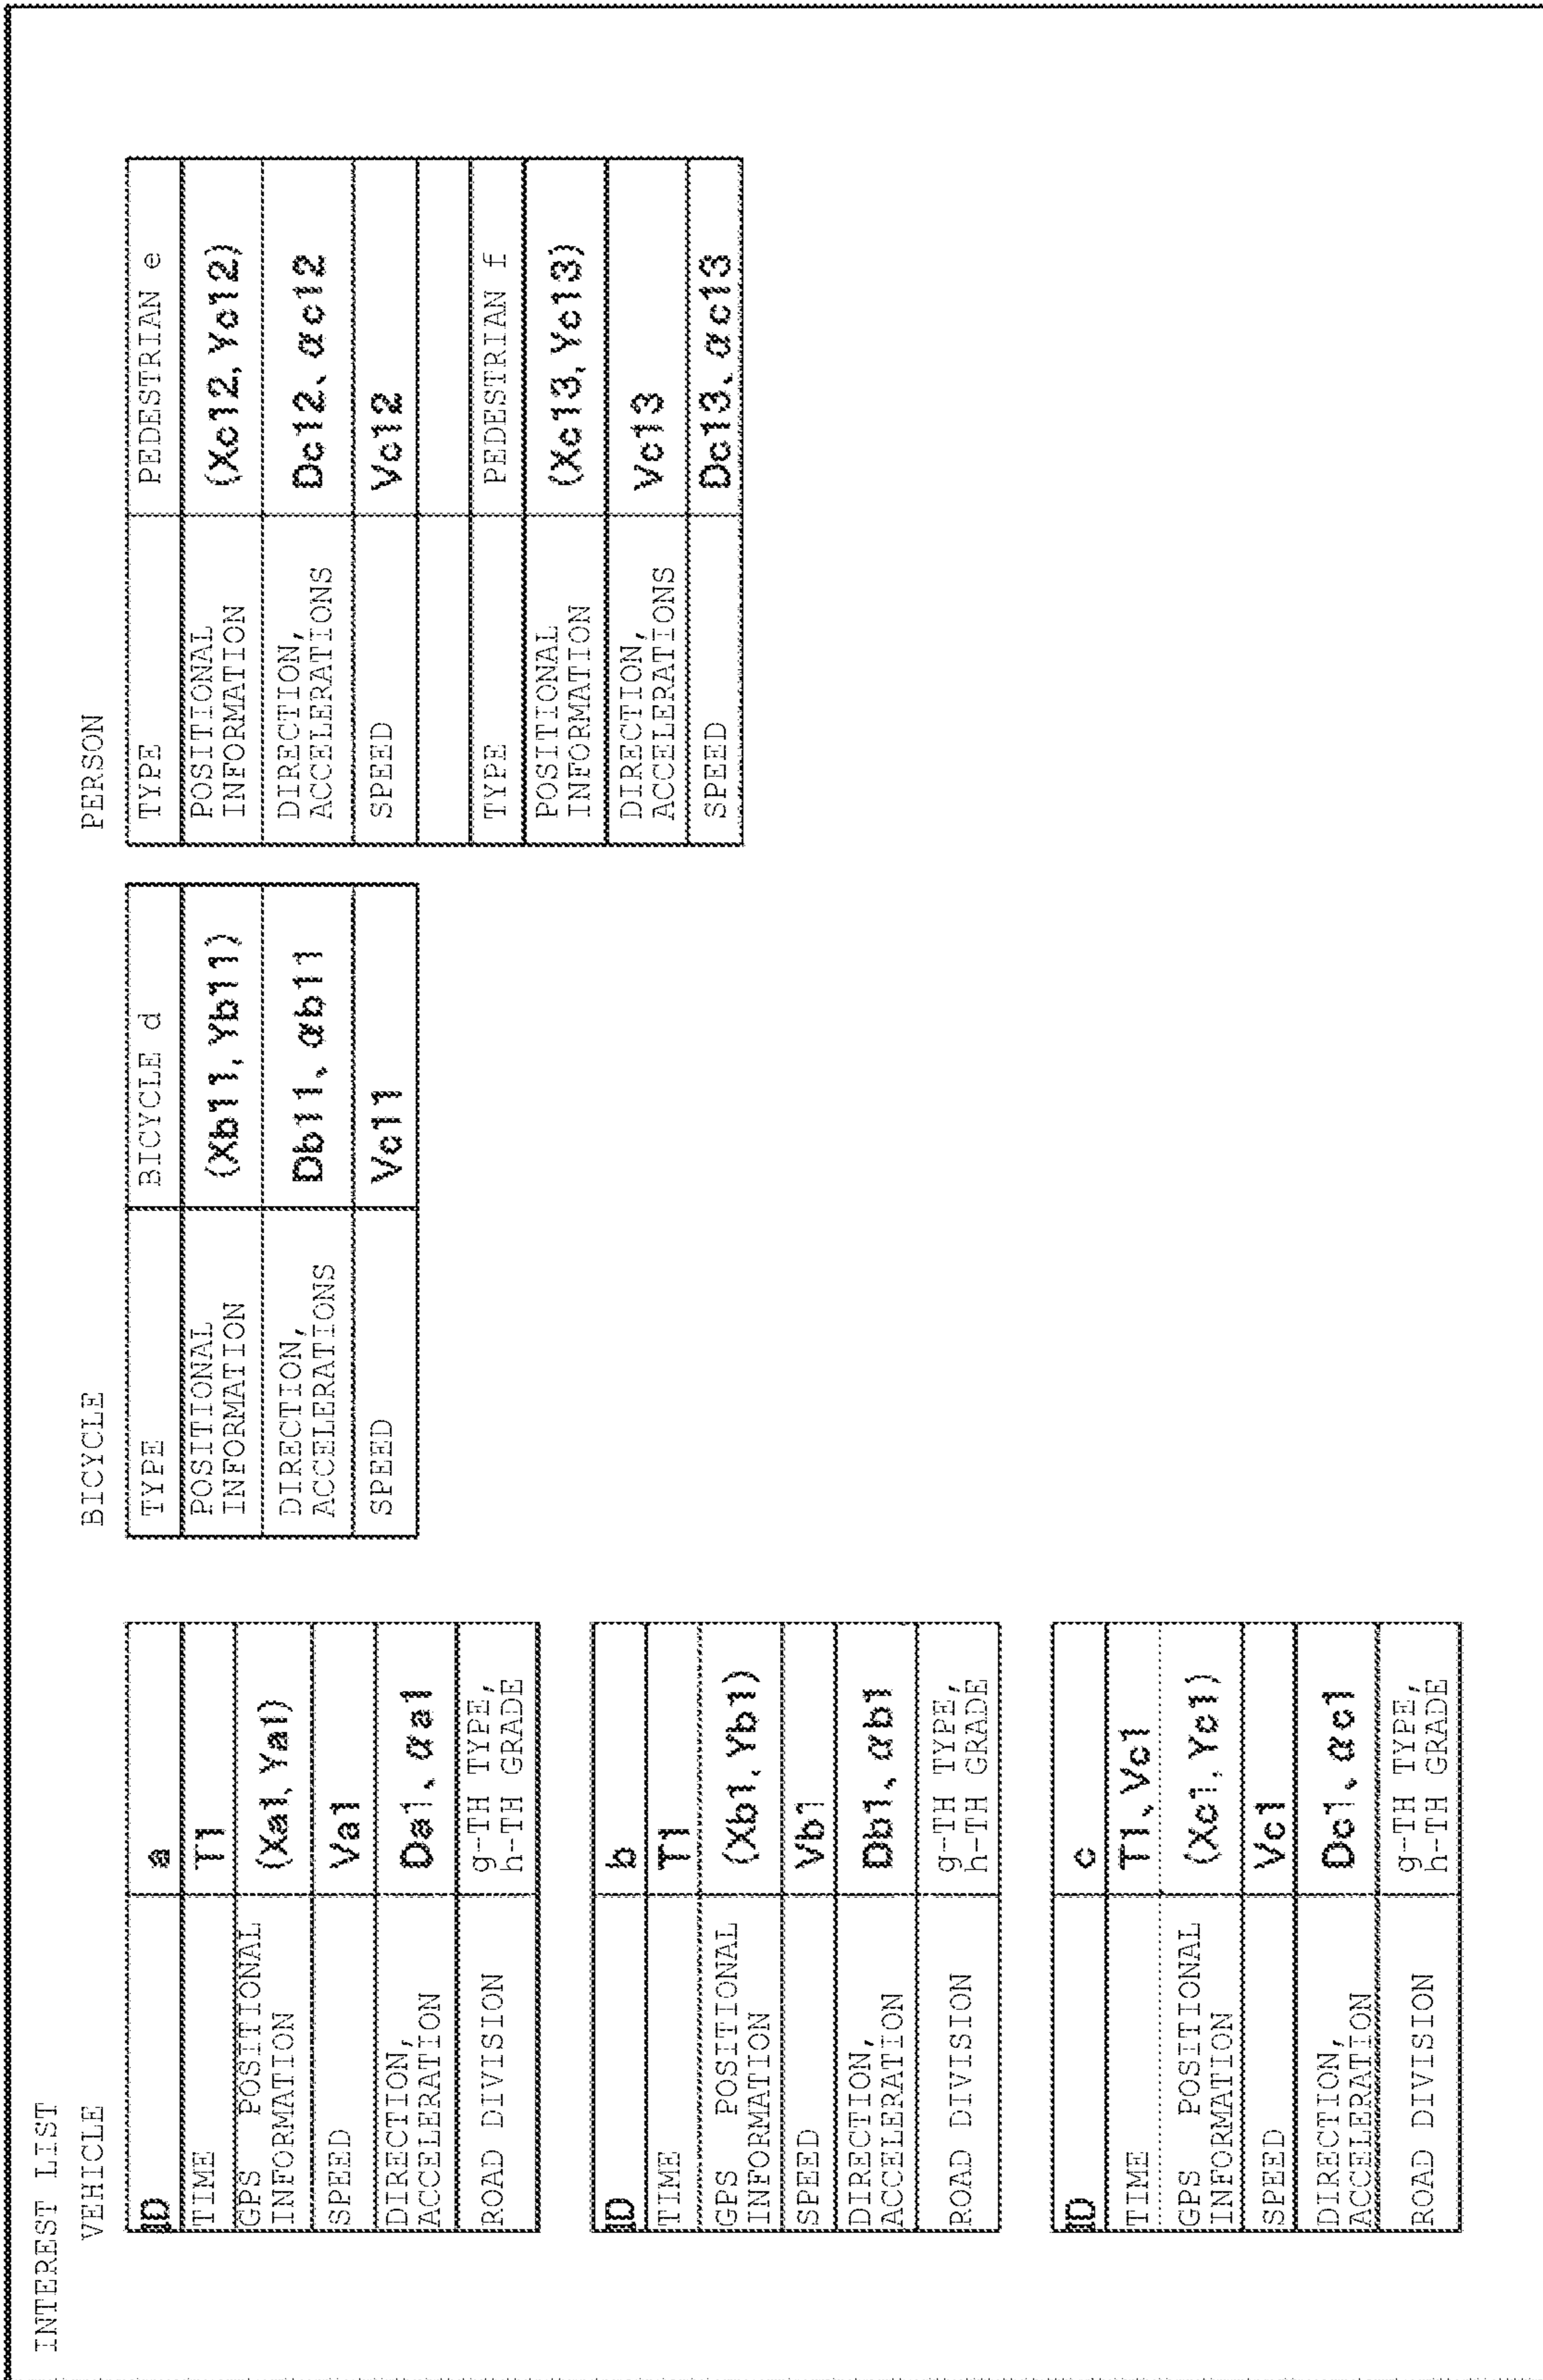 INTEREST LIST
VEHICLE
ID a
TIME T1
GPS POSITIONAL
INFORMATION (Xa1, Ya1)
SPEED Va1
DIRECTION,
ACCELERATION Da1、αa1
ROAD DIVISION g-TH TYPE,
h-TH GRADE
ID b
TIME T1
GPS POSITIONAL
INFORMATION (Xb1, Yb1)
SPEED Vb1
DIRECTION,
ACCELERATION Db1、αb1
ROAD DIVISION g-TH TYPE,
h-TH GRADE
ID c
TIME T1、Vc1
GPS POSITIONAL
INFORMATION (Xc1, Yc1)
SPEED Vc1
DIRECTION,
ACCELERATION Dc1、αc1
ROAD DIVISION g-TH TYPE,
h-TH GRADE
BICYCLE
TYPE BICYCLE d
POSITIONAL
INFORMATION (Xb11, Yb11)
DIRECTION,
ACCELERATIONS Db11、αb11
SPEED Vc11
PERSON
TYPE PEDESTRIAN e
POSITIONAL
INFORMATION (Xc12, Yc12)
DIRECTION,
ACCELERATIONS Dc12、αc12
SPEED Vc12
TYPE PEDESTRIAN f
POSITIONAL
INFORMATION (Xc13, Yc13)
DIRECTION,
ACCELERATIONS Vc13
SPEED Dc13、αc13